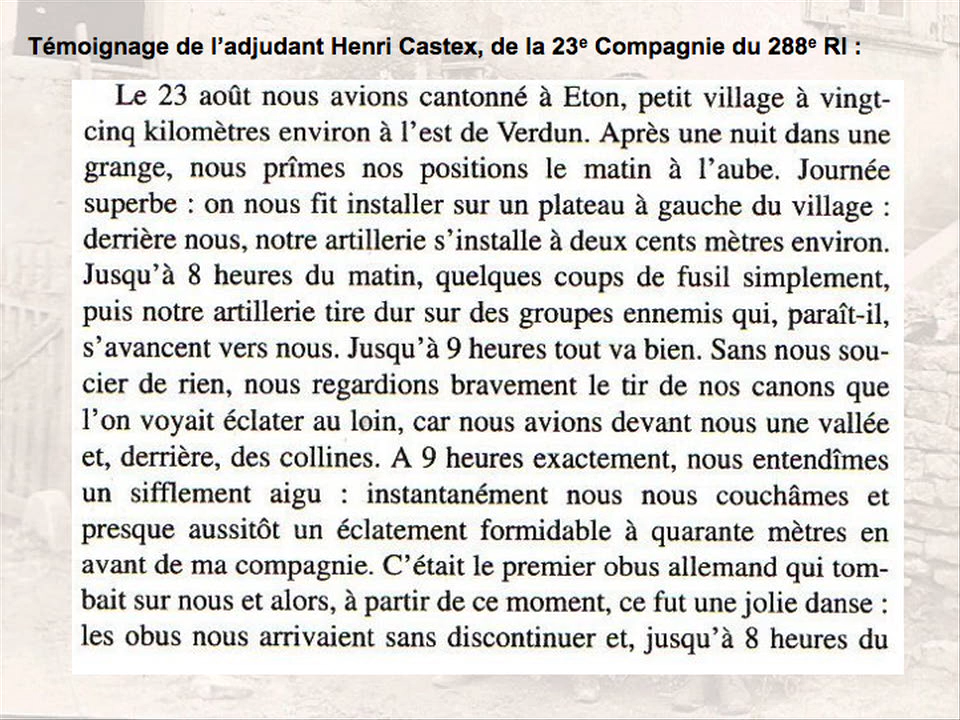 Témoignage de l’adjudant Henri Castex, de la 23e Compagnie du 288e RI :
Le 23 août nous avions cantonné à Eton, petit village à vingt-
cinq kilomètres environ à l’est de Verdun. Après une nuit dans une
grange, nous prîmes nos positions le matin à l’aube. Journée
superbe : on nous fit installer sur un plateau à gauche du village :
derrière nous, notre artillerie s’installe à deux cents mètres environ.
Jusqu’à 8 heures du matin, quelques coups de fusil simplement,
puis notre artillerie tire dur sur des groupes ennemis qui, paraît-il,
s’avancent vers nous. Jusqu’à 9 heures tout va bien. Sans nous sou-
cier de rien, nous regardions bravement le tir de nos canons que
l’on voyait éclater au loin, car nous avions devant nous une vallée
et, derrière, des collines. A 9 heures exactement, nous entendîmes
un sifflement aigu : instantanément nous nous couchâmes et
presque aussitôt un éclatement formidable à quarante mètres en
avant de ma compagnie. C’était le premier obus allemand qui tom-
bait sur nous et alors, à partir de ce moment, ce fut une jolie danse :
les obus nous arrivaient sans discontinuer et, jusqu’à 8 heures du